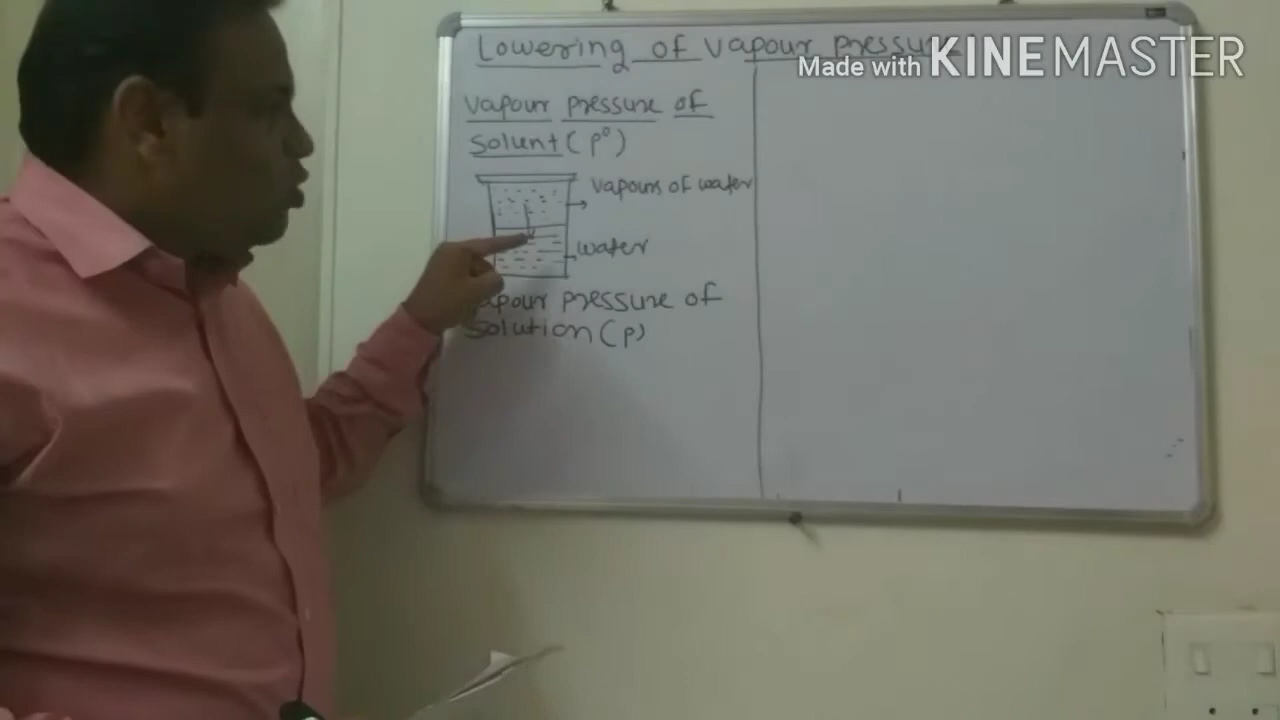 Lowering of Vapour Pressure
Made with KINEMASTER
Vapour pressure of
Solvent (p°)
Vapours of water
water
Vapour pressure of
Solution (p)